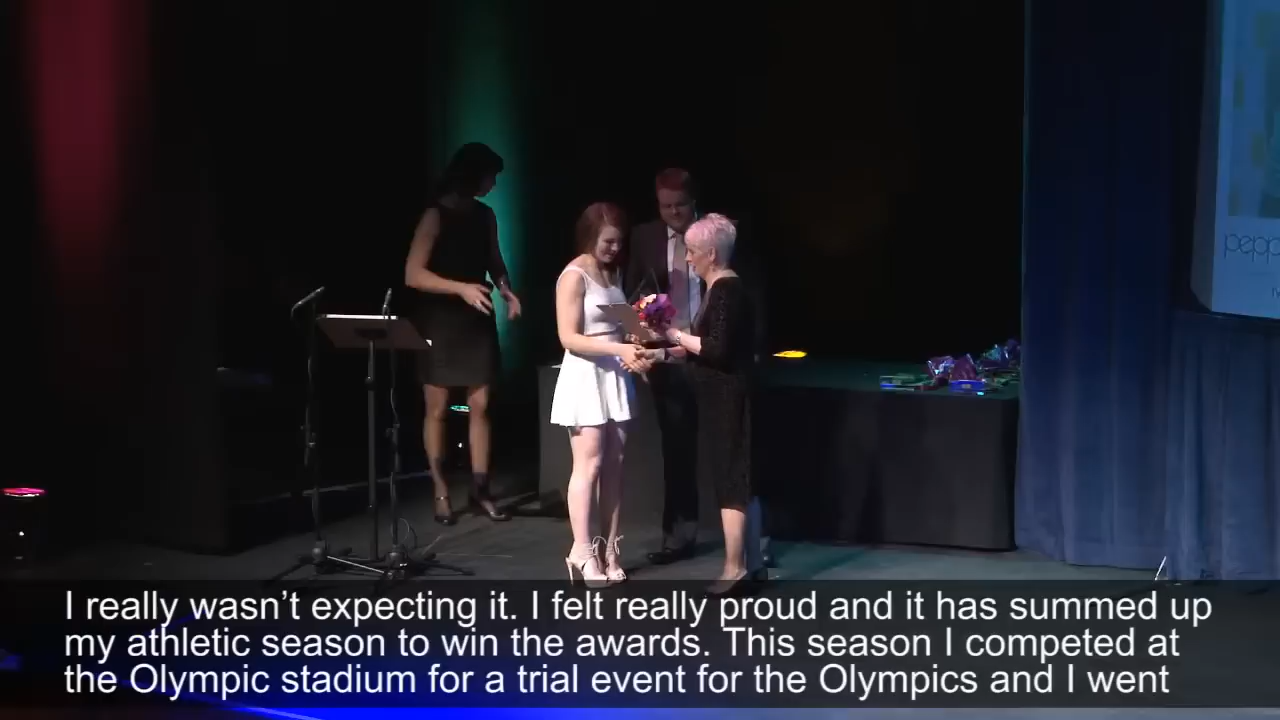 pepp
I really wasn’t expecting it. I felt really proud and it has summed up
my athletic season to win the awards. This season I competed at
the Olympic stadium for a trial event for the Olympics and I went